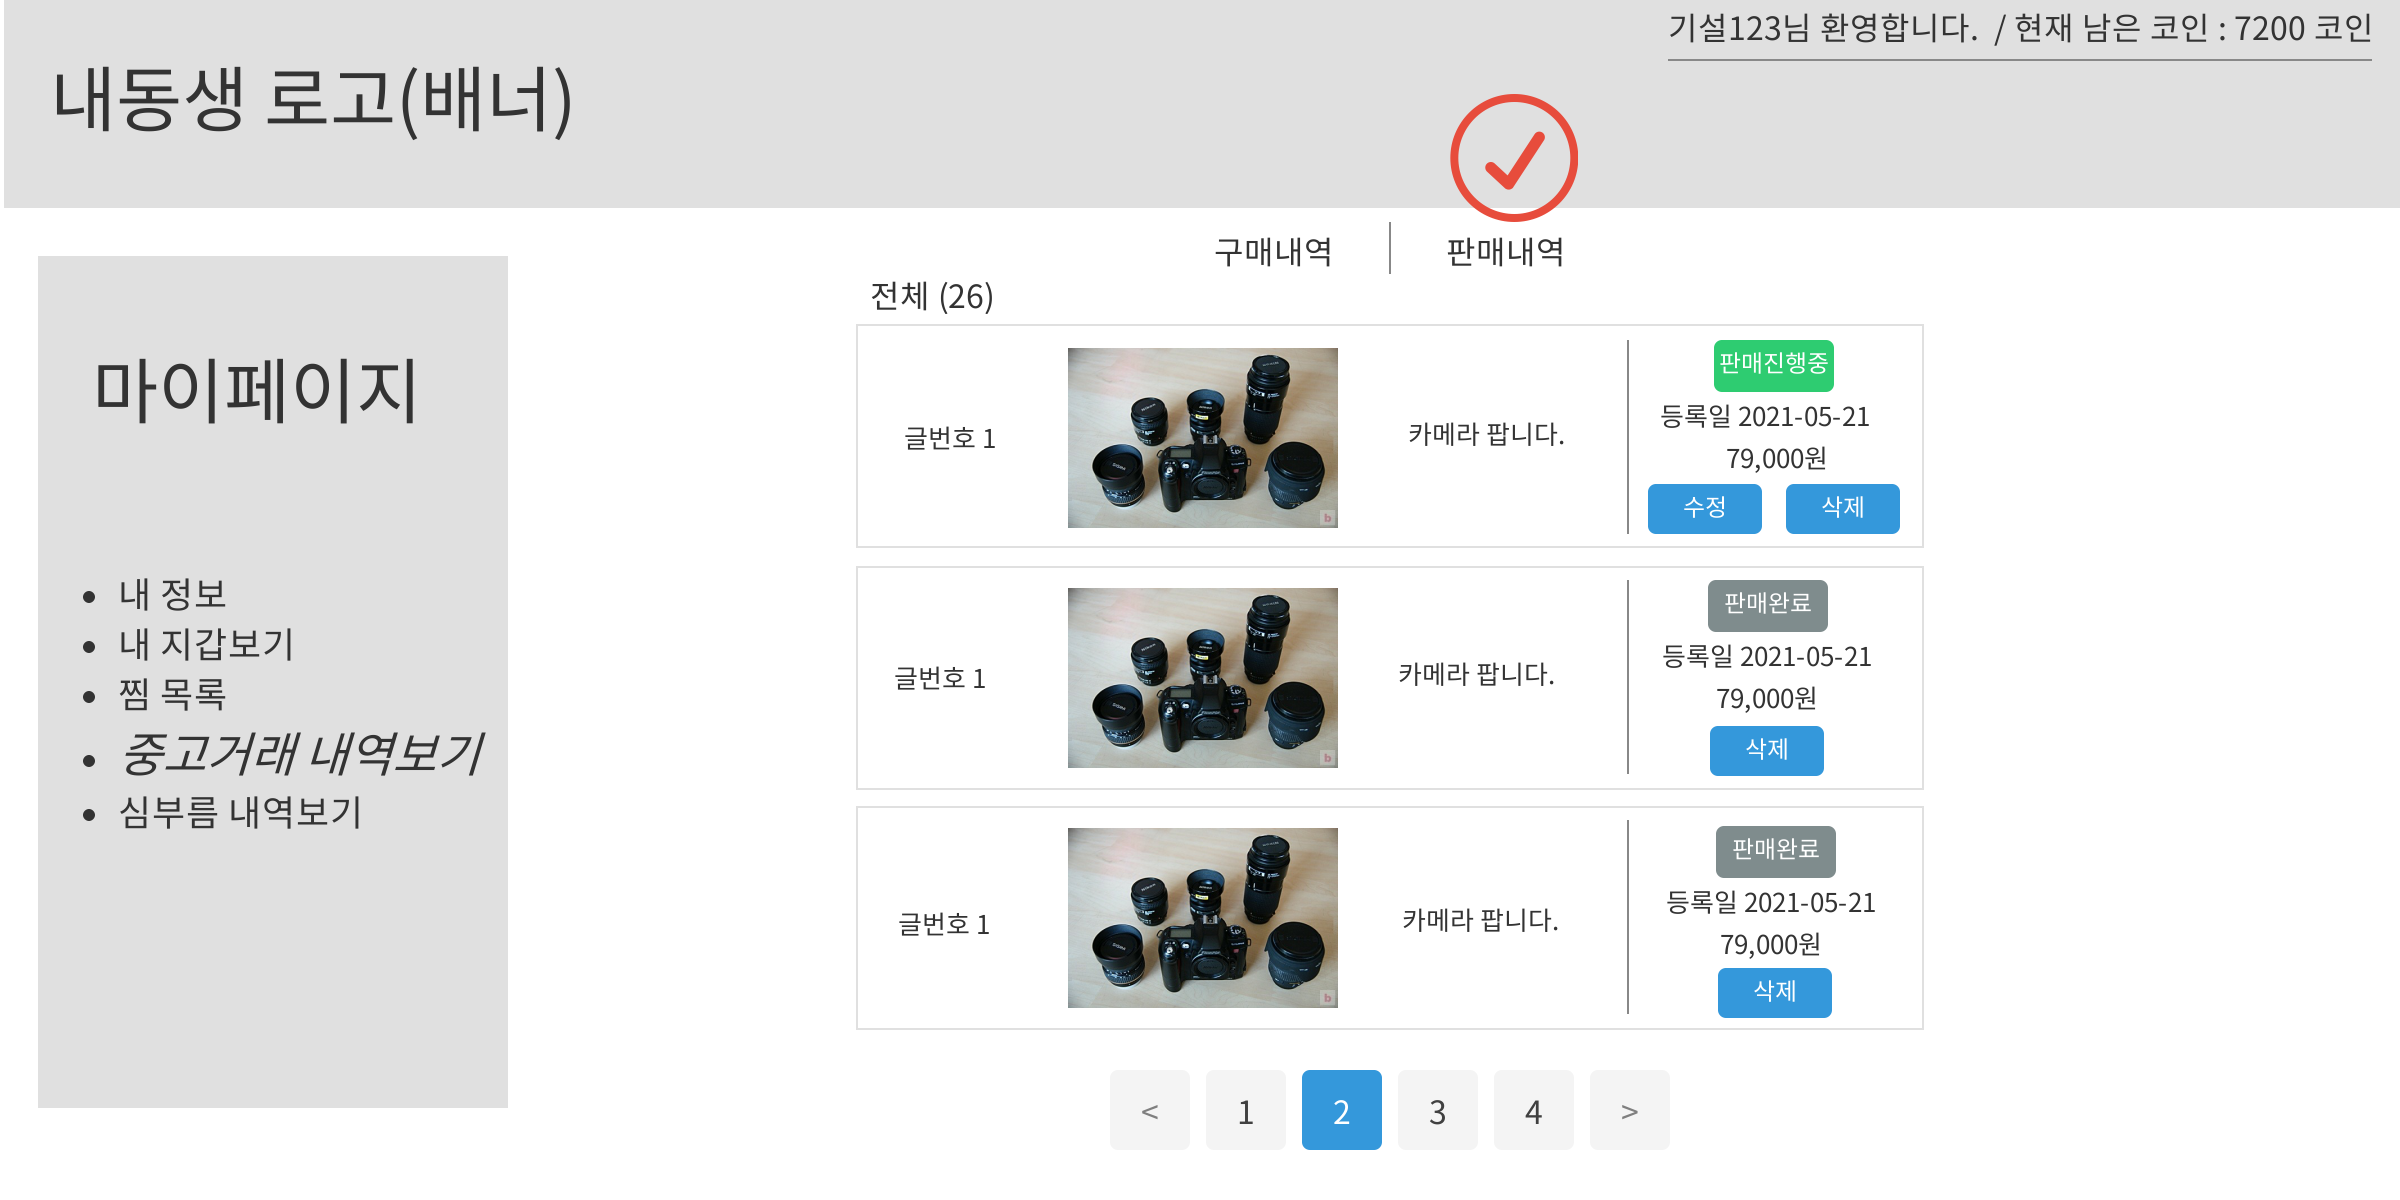 기설123님 환영합니다. / 현재 남은 코인 : 7200 코인
내동생 로고(배너)
구매내역
판매내역
마이페이지
내 정보
내 지갑보기
찜 목록
중고거래 내역보기
심부름 내역보기
전체 (26)
글번호 1
카메라 팝니다.
판매진행중
등록일 2021-05-21
79,000원
수정
삭제
글번호 1
카메라 팝니다.
판매완료
등록일 2021-05-21
79,000원
삭제
글번호 1
카메라 팝니다.
판매완료
등록일 2021-05-21
79,000원
삭제
< 1 2 3 4 >